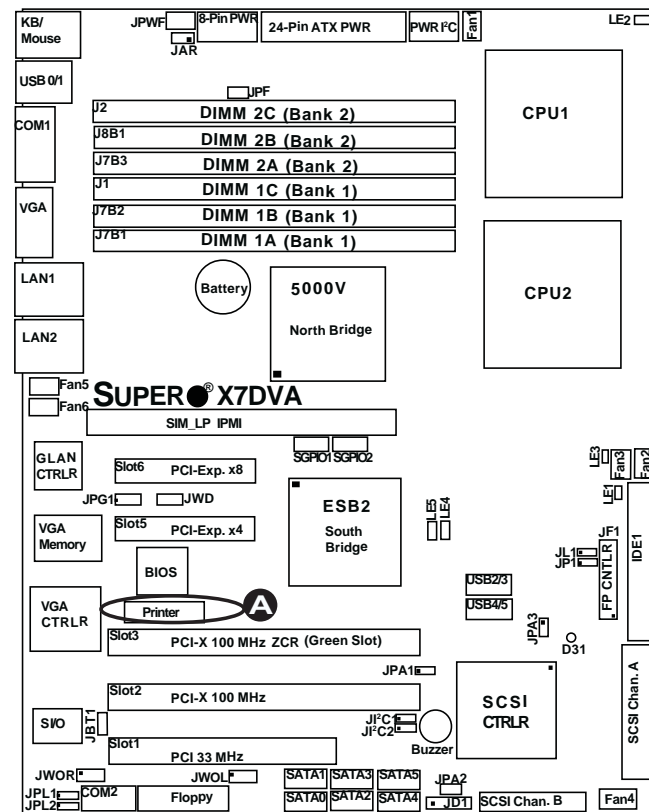 KB/
Mouse
JPWF
JAR
8-Pin PWR
24-Pin ATX PWR
PWR I²C
Fan1
LE2
USB 0/1
JPF
COM1
J2 DIMM 2C (Bank 2)
J8B1 DIMM 2B (Bank 2)
J7B3 DIMM 2A (Bank 2)
J1 DIMM 1C (Bank 1)
J7B2 DIMM 1B (Bank 1)
J7B1 DIMM 1A (Bank 1)
CPU1
VGA
LAN1
Battery
5000V
North Bridge
CPU2
LAN2
Fan5
Fan6
SUPER ® X7DVA
SIM_LP IPMI
SGPIO1 SGPIO2
GLAN
CTRLR
Slot6 PCI-Exp. x8
JPG1
JWD
ESB2
South
Bridge
LE5
LE4
LE3
Fan3
Fan2
LE1
VGA
Memory
Slot5 PCI-Exp. x4
BIOS
JF1
JL1
JP1
FP CNTLR
IDE1
USB2/3
USB4/5
VGA
CTRLR
Printer
A
JPA3
D31
Slot3 PCI-X 100 MHz ZCR (Green Slot)
JPA1
SCSI
CTRLR
SCSI Chan. A
Slot2 PCI-X 100 MHz
S/IO
JBT1
JI²C1
JI²C2
Buzzer
Slot1 PCI 33 MHz
JWOR
JWOL
SATA1 SATA3 SATA5
JPA2
JPL1
JPL2
COM2
Floppy
SATA0 SATA2 SATA4
JD1
SCSI Chan. B
Fan4